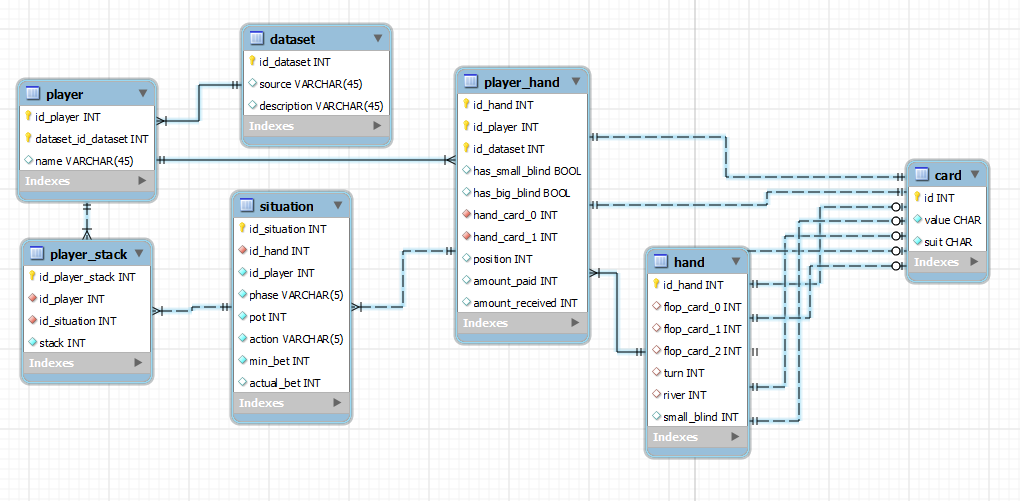 dataset
id_dataset INT
source VARCHAR(45)
description VARCHAR(45)
Indexes
player
id_player INT
dataset_id_dataset INT
name VARCHAR(45)
Indexes
player_hand
id_hand INT
id_player INT
id_dataset INT
has_small_blind BOOL
has_big_blind BOOL
hand_card_0 INT
hand_card_1 INT
position INT
amount_paid INT
amount_received INT
Indexes
card
id INT
value CHAR
suit CHAR
Indexes
situation
id_situation INT
id_hand INT
id_player INT
phase VARCHAR(5)
pot INT
action VARCHAR(5)
min_bet INT
actual_bet INT
Indexes
player_stack
id_player_stack INT
id_player INT
id_situation INT
stack INT
Indexes
hand
id_hand INT
flop_card_0 INT
flop_card_1 INT
flop_card_2 INT
turn INT
river INT
small_blind INT
Indexes